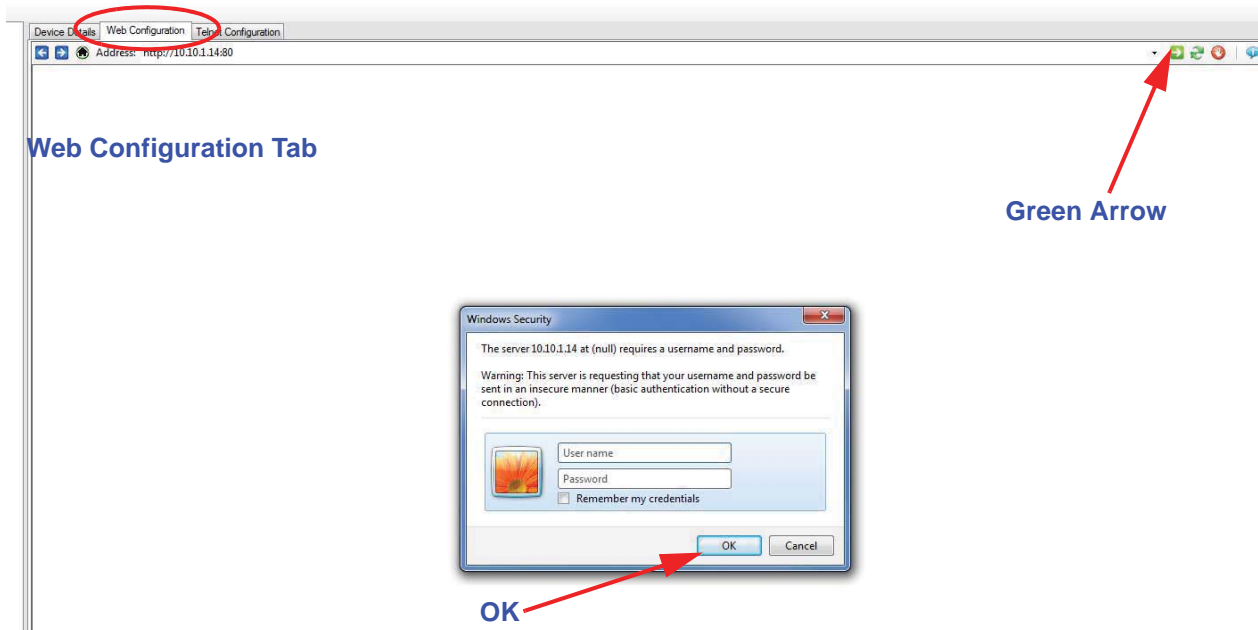 Device Details Web Configuration Telnet Configuration
Address: http://10.10.1.14:80
Web Configuration Tab
Green Arrow
Windows Security
The server 10.10.1.14 at (null) requires a username and password.
Warning: This server is requesting that your username and password be
sent in an insecure manner (basic authentication without a secure
connection).
User name
Password
Remember my credentials
OK Cancel
OK